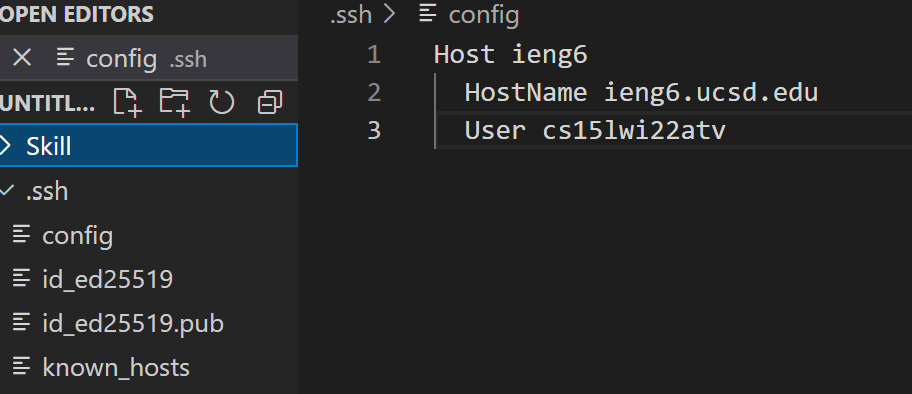 OPEN EDITORS
config .ssh
UNTITL...
Skill
.ssh
config
id_ed25519
id_ed25519.pub
known_hosts
.ssh > config
1 Host ieng6
2 HostName ieng6.ucsd.edu
3 User cs15lwi22atv